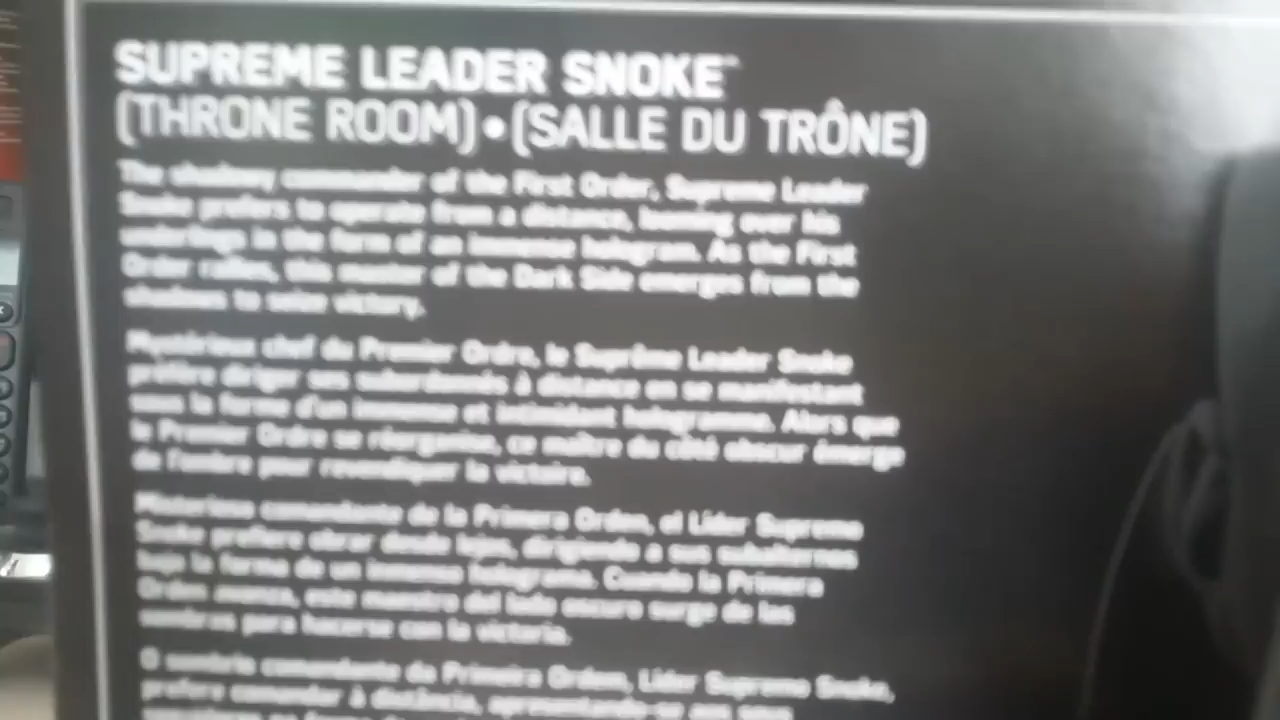 SUPREME LEADER SNOKE™
(THRONE ROOM) • (SALLE DU TRÔNE)
The shadowy commander of the First Order, Supreme Leader
Snoke prefers to operate from a distance, looming over his
underlings in the form of an immense hologram. As the First
Order rallies, this master of the Dark Side emerges from the
shadows to seize victory.
Mystérieux chef du Premier Ordre, le Suprême Leader Snoke
préfère diriger ses subordonnés à distance en se manifestant
sous la forme d'un immense et intimidant hologramme. Alors que
le Premier Ordre se réorganise, ce maître du côté obscur émerge
de l'ombre pour revendiquer la victoire.
Misterioso comandante de la Primera Orden, el Líder Supremo
Snoke prefiere obrar desde lejos, dirigiendo a sus subalternos
bajo la forma de un inmenso holograma. Cuando la Primera
Orden avanza, este maestro del lado oscuro surge de las
sombras para hacerse con la victoria.
O sombrio comandante da Primeira Ordem, Líder Supremo Snoke,
prefere comandar à distância, apresentando-se aos seus